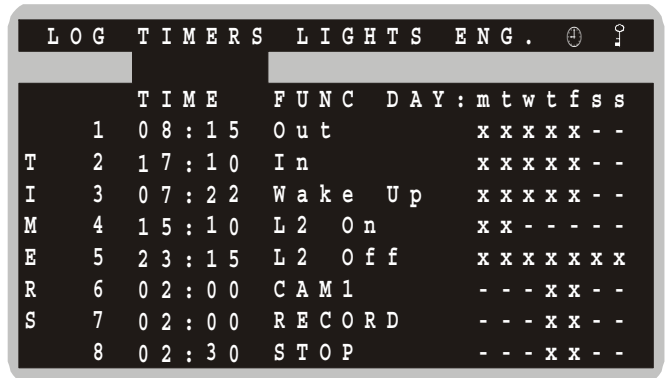 LOG TIMERS LIGHTS ENG.
TIME FUNC DAY:mtwtfss
1 08:15 Out xxxxx--
T 2 17:10 In xxxxx--
I 3 07:22 Wake Up xxxxx--
M 4 15:10 L2 On xx-----
E 5 23:15 L2 Off xxxxxxx
R 6 02:00 CAM1 ---xx--
S 7 02:00 RECORD ---xx--
8 02:30 STOP ---xx--